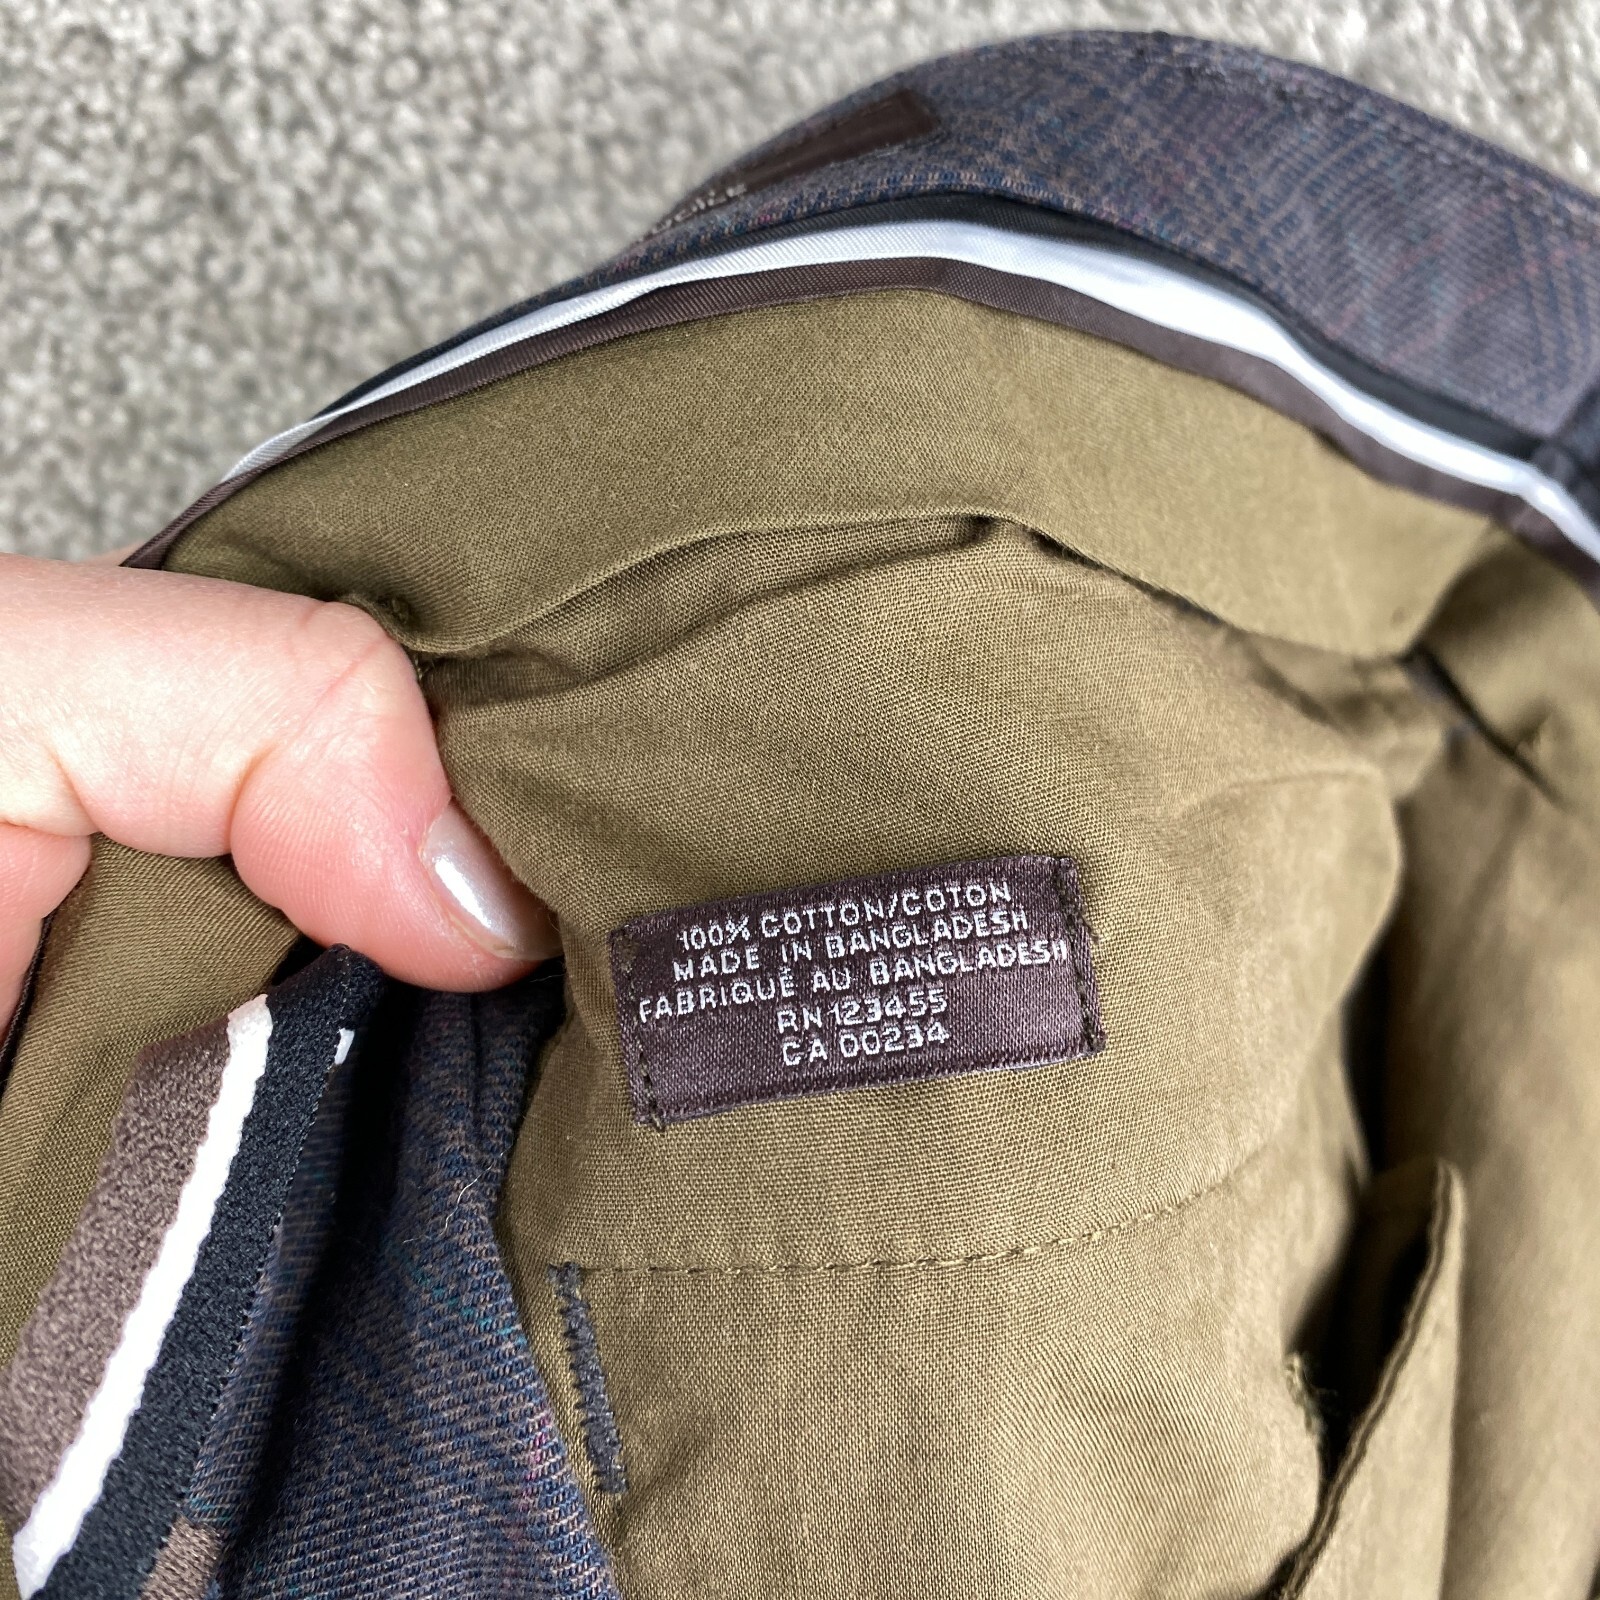 100% COTTON/COTON
MADE IN BANGLADESH
FABRIQUÉ AU BANGLADESH
RN 123455
CA 00234